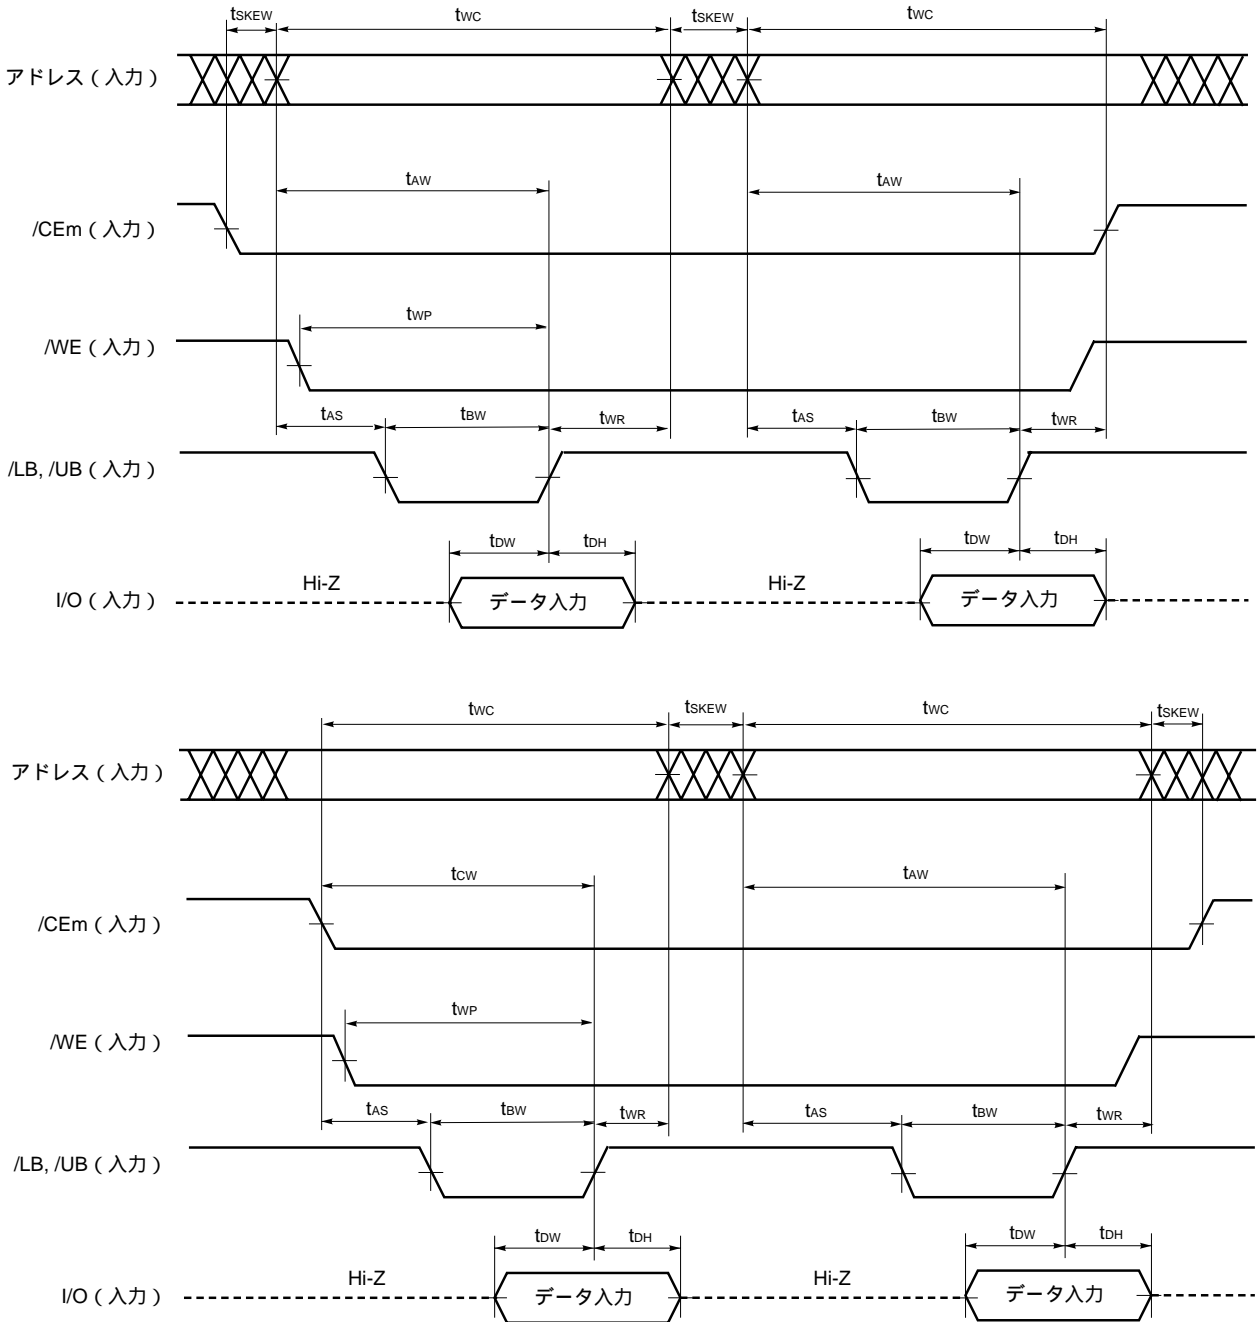 tSKEW tWC tSKEW tWC
アドレス（入力）
tAW tAW
/CEm（入力）
tWP
/WE（入力）
tAS tBW tWR tAS tBW tWR
/LB, /UB（入力）
tDW tDH tDW tDH
Hi-Z Hi-Z
I/O（入力） データ入力 データ入力
tWC tSKEW tWC tSKEW
アドレス（入力）
tCW tAW
/CEm（入力）
tWP
/WE（入力）
tAS tBW tWR tAS tBW tWR
/LB, /UB（入力）
tDW tDH tDW tDH
Hi-Z Hi-Z
I/O（入力） データ入力 データ入力